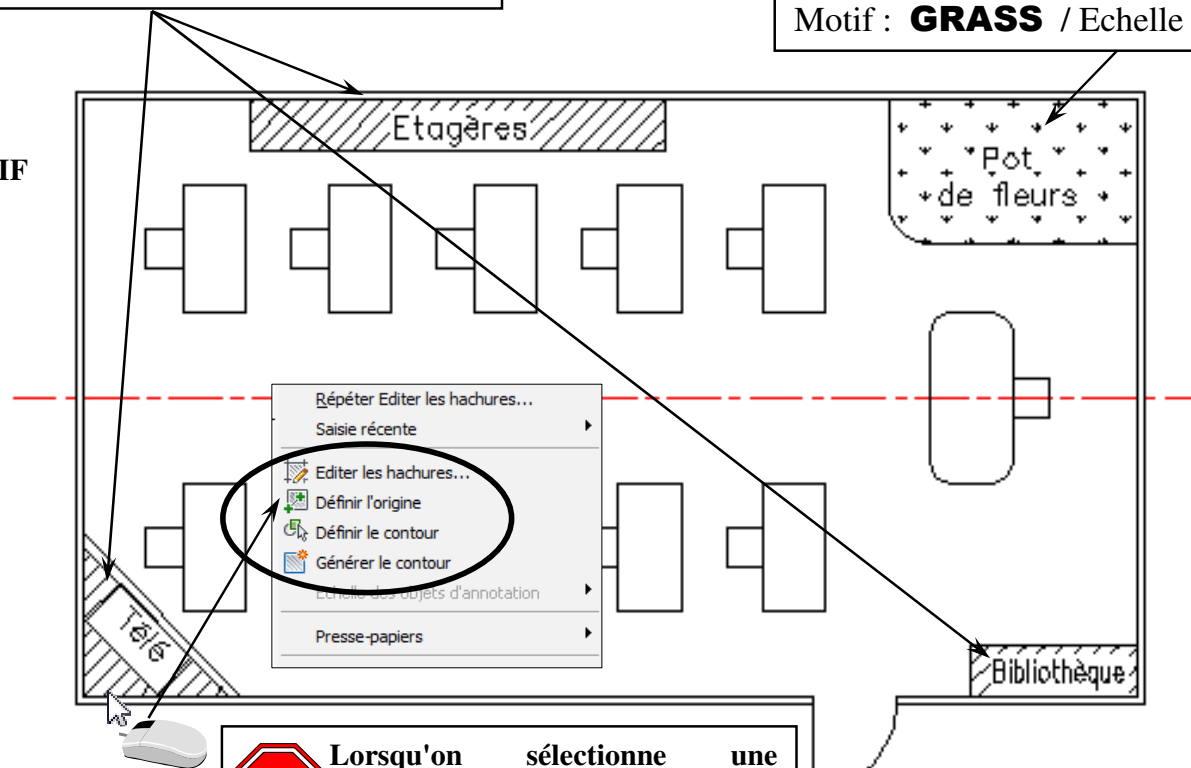 Motif : GRASS / Echelle
IF
Etagères
Pot
de fleurs
Répéter Editer les hachures...
Saisie récente
Editer les hachures...
Définir l'origine
Définir le contour
Générer le contour
Echelle des objets d'annotation
Presse-papiers
Télé
Bibliothèque
Lorsqu'on sélectionne une